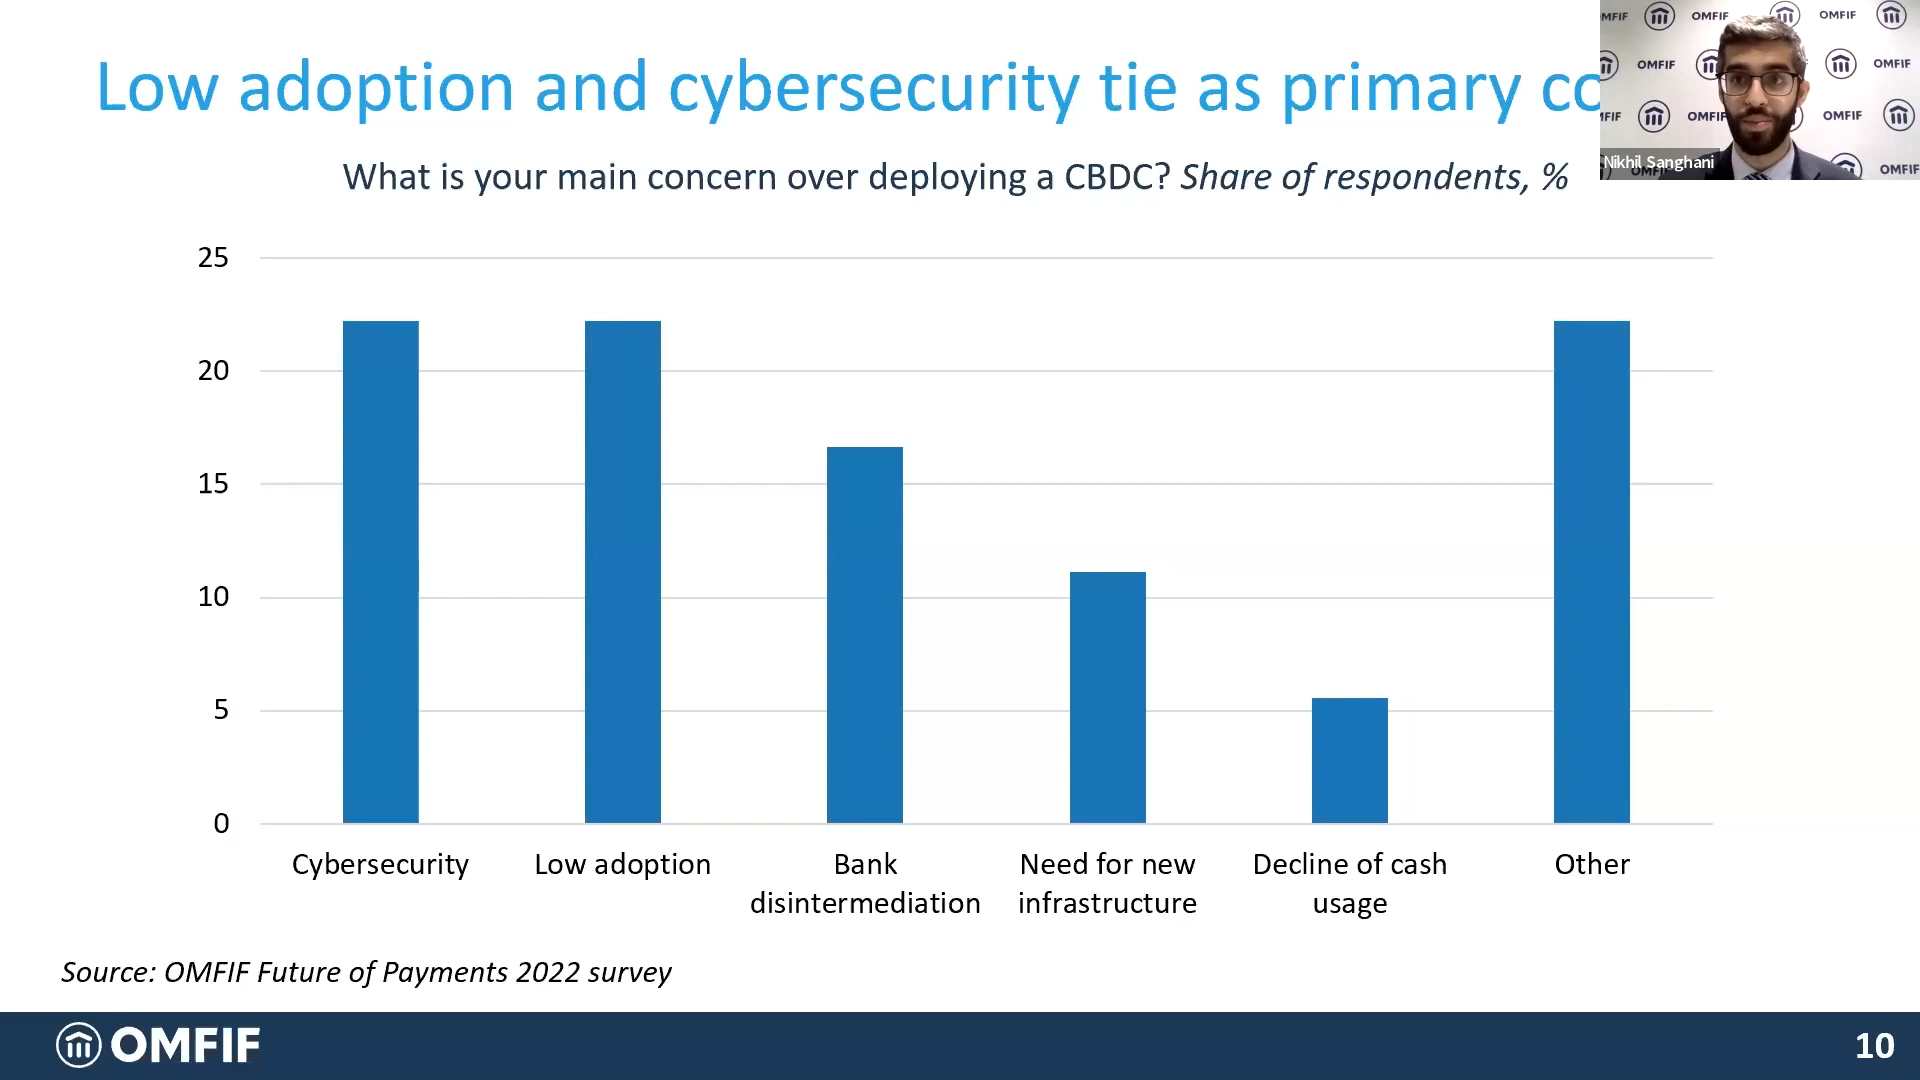 Low adoption and cybersecurity tie as primary
What is your main concern over deploying a CBDC? Share of respondents, %
OMFIF OMFIF
OMFIF OMFIF
OMFIF OMFIF
OMFIF
Nikhil Sanghani
25
20
15
10
5
0
Cybersecurity
Low adoption
Bank
disintermediation
Need for new
infrastructure
Decline of cash
usage
Other
Source: OMFIF Future of Payments 2022 survey
OMFIF
10